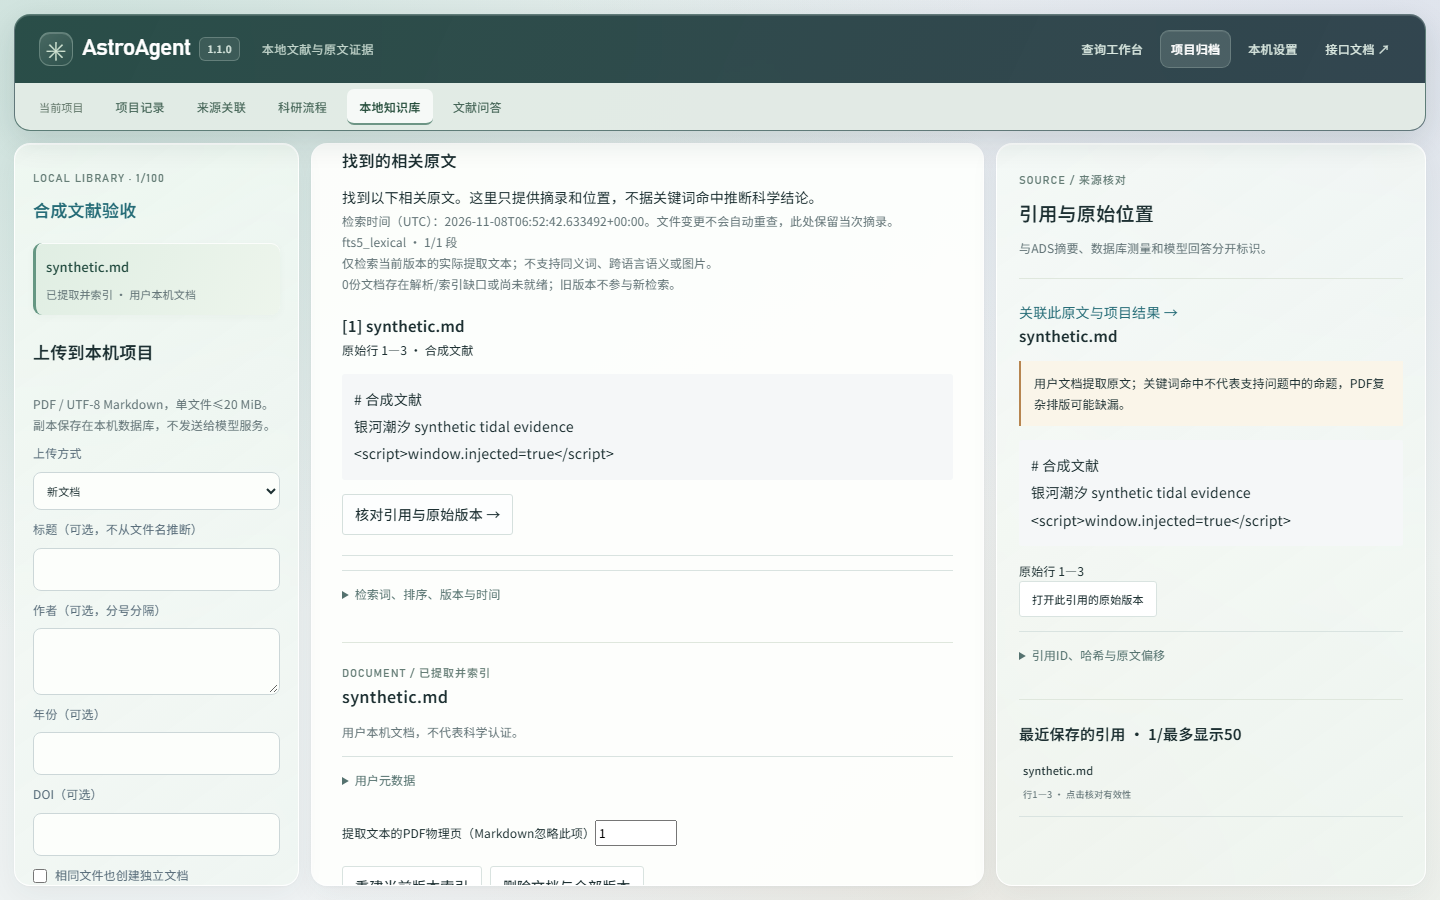 AstroAgent 1.1.0 本地文献与原文证据 查询工作台 项目归档 本机设置 接口文档 ↗
当前项目 项目记录 来源关联 科研流程 本地知识库 文献问答
LOCAL LIBRARY · 1/100
合成文献验收
synthetic.md
已提取并索引 · 用户本机文档
上传到本机项目
PDF / UTF-8 Markdown，单文件≤20 MiB。
副本保存在本机数据库，不发送给模型服务。
上传方式
新文档
标题（可选，不从文件名推断）
作者（可选，分号分隔）
年份（可选）
DOI（可选）
相同文件也创建独立文档
找到的相关原文
找到以下相关原文。这里只提供摘录和位置，不据关键词命中推断科学结论。
检索时间（UTC）：2026-11-08T06:52:42.633492+00:00。文件变更不会自动重查，此处保留当次摘录。
fts5_lexical · 1/1 段
仅检索当前版本的实际提取文本；不支持同义词、跨语言语义或图片。
0份文档存在解析/索引缺口或尚未就绪；旧版本不参与新检索。
[1] synthetic.md
原始行 1—3 · 合成文献
# 合成文献
银河潮汐 synthetic tidal evidence
<script>window.injected=true</script>
核对引用与原始版本 →
▶ 检索词、排序、版本与时间
DOCUMENT / 已提取并索引
synthetic.md
用户本机文档，不代表科学认证。
▶ 用户元数据
提取文本的PDF物理页（Markdown忽略此项） 1
重建当前版本索引 删除文档与全部版本
SOURCE / 来源核对
引用与原始位置
与ADS摘要、数据库测量和模型回答分开标识。
关联此原文与项目结果 →
synthetic.md
用户文档提取原文；关键词命中不代表支持问题中的命题，PDF复
杂排版可能缺漏。
# 合成文献
银河潮汐 synthetic tidal evidence
<script>window.injected=true</script>
原始行 1—3
打开此引用的原始版本
▶ 引用ID、哈希与原文偏移
最近保存的引用 · 1/最多显示50
synthetic.md
行1—3 · 点击核对有效性